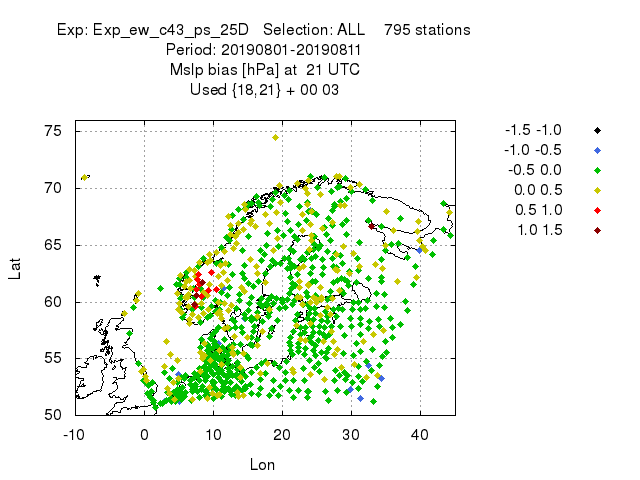 Exp: Exp_ew_c43_ps_25D   Selection: ALL    795 stations
Period: 20190801-20190811
Mslp bias [hPa] at  21 UTC
Used {18,21} + 00 03
75
70
65
60
55
50
Lat
-10 0 10 20 30 40
Lon
-1.5 -1.0
-1.0 -0.5
-0.5 0.0
0.0 0.5
0.5 1.0
1.0 1.5